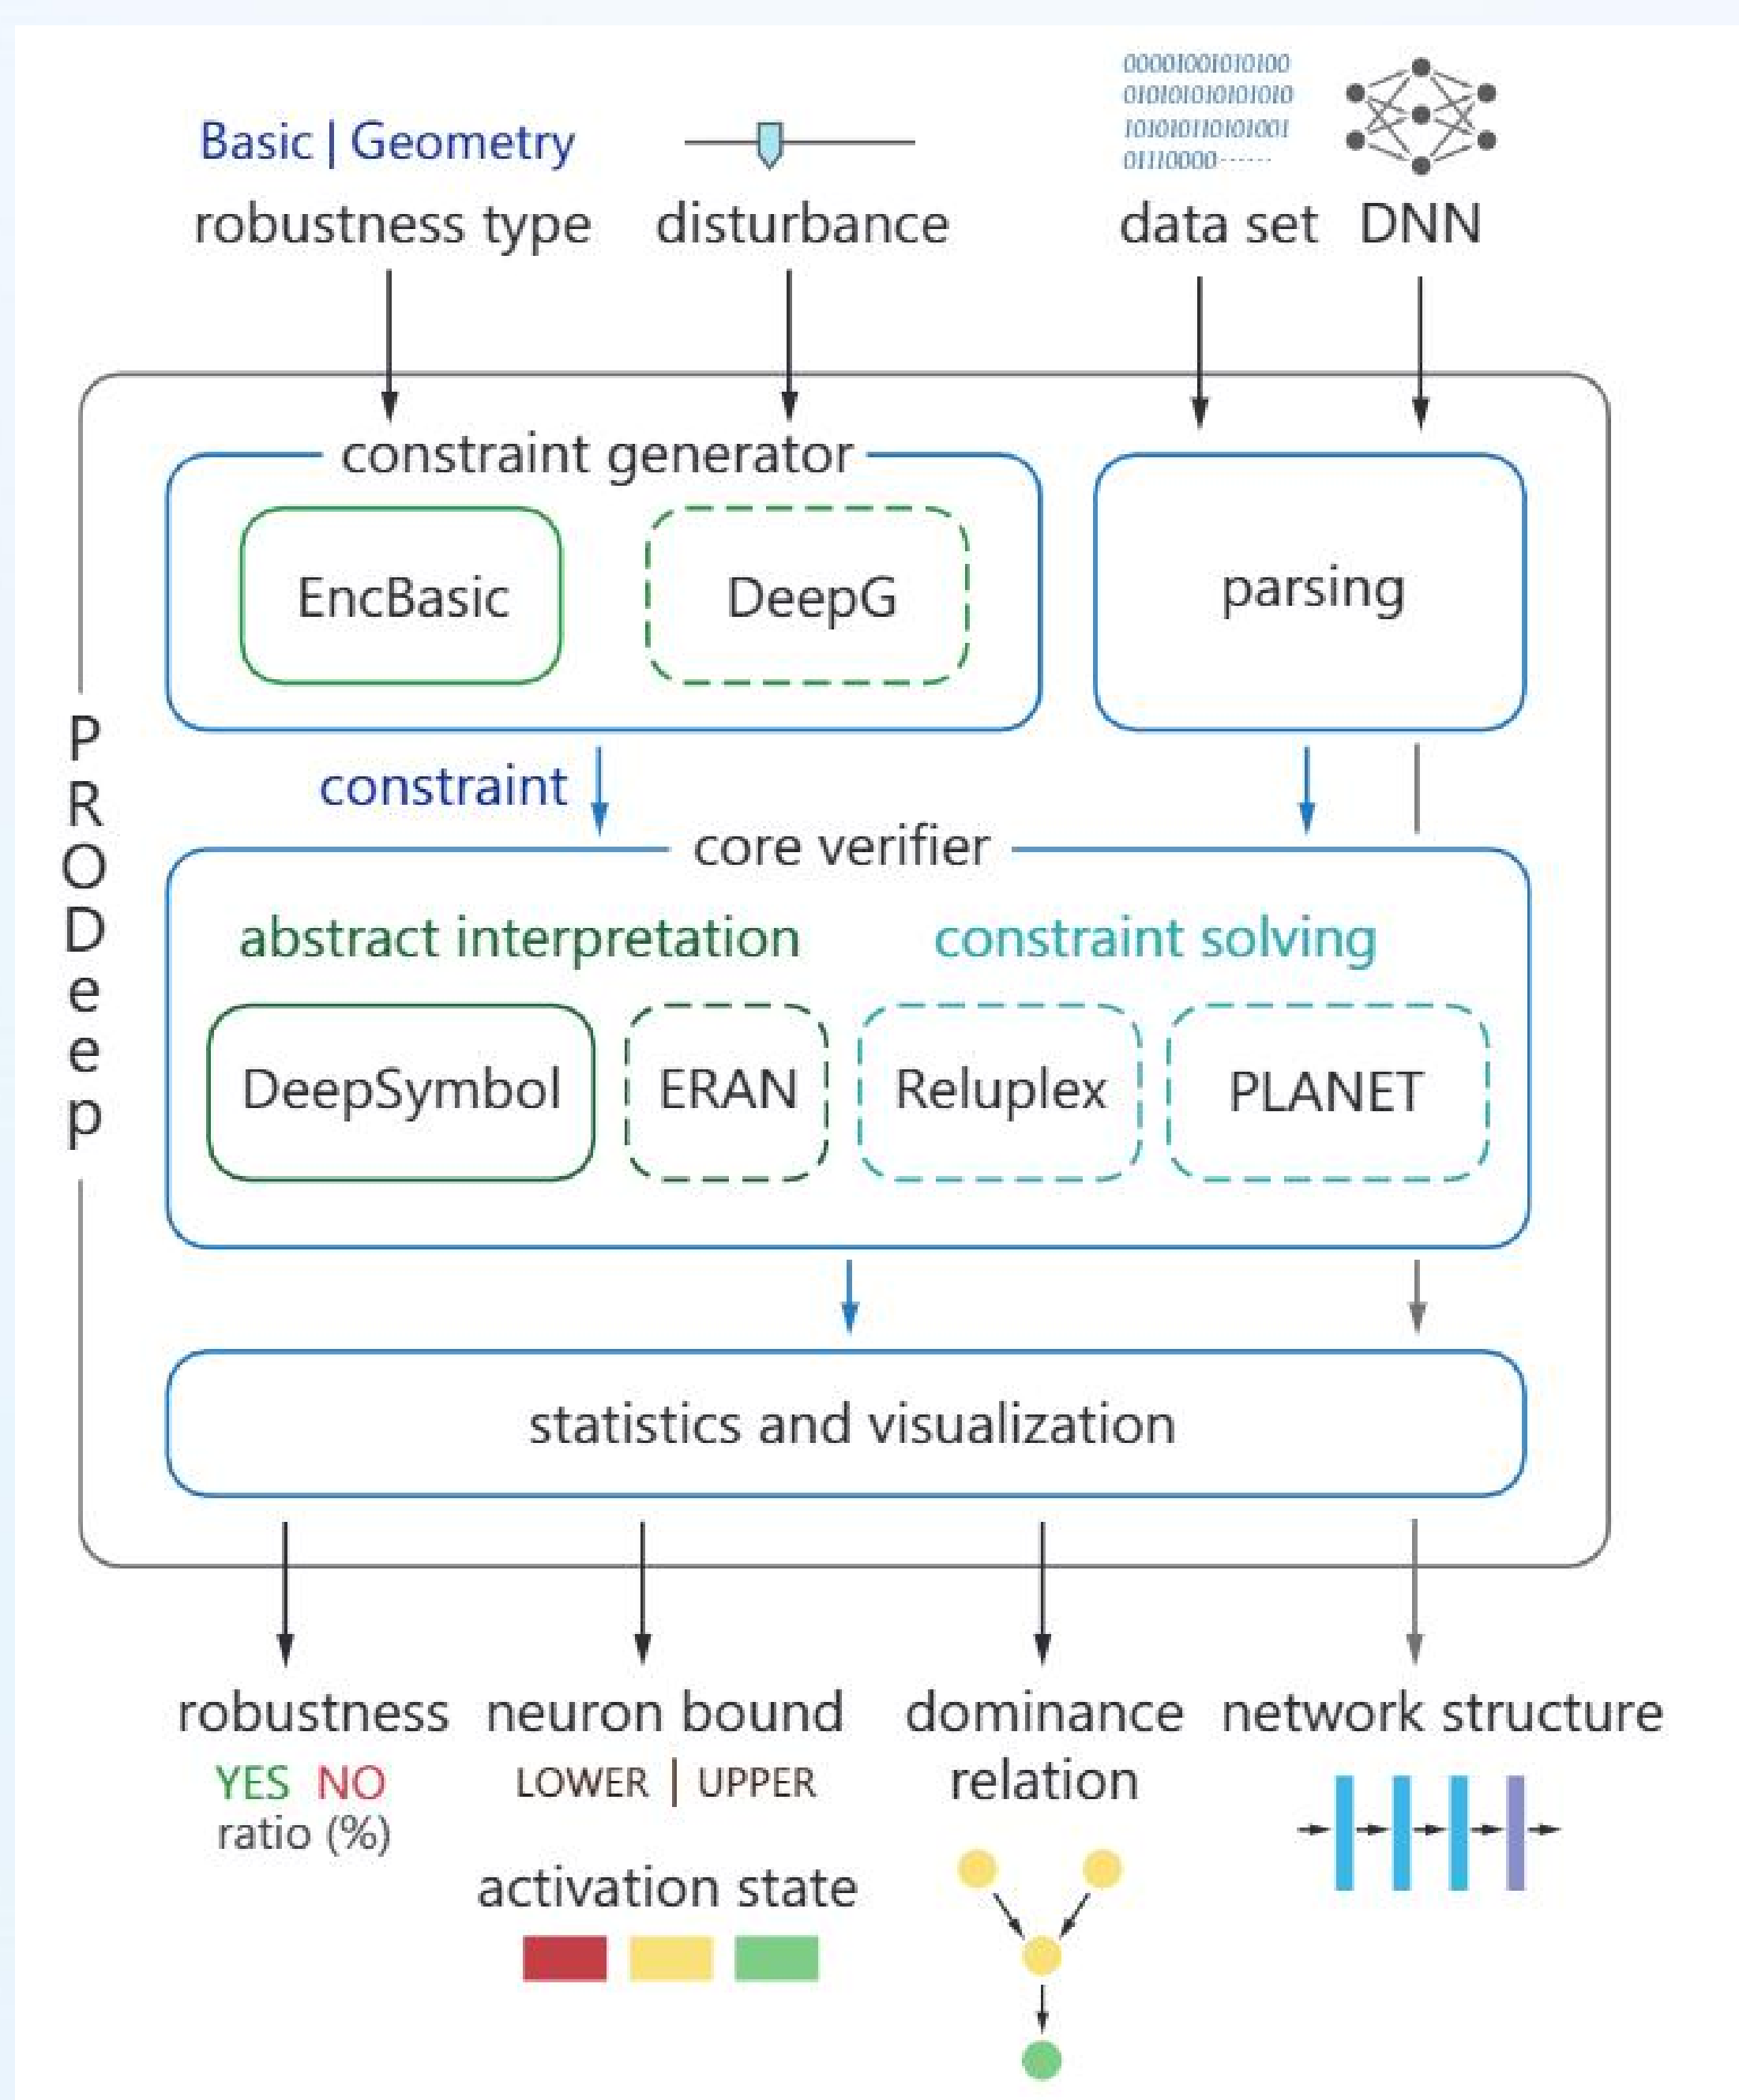 00001001010100
010101010101010
101010110101001
01110000------
Basic | Geometry
robustness type
disturbance
data set
DNN
constraint generator
EncBasic
DeepG
parsing
constraint
PRODeep
core verifier
abstract interpretation
constraint solving
DeepSymbol
ERAN
Reluplex
PLANET
statistics and visualization
robustness
YES NO
ratio (%)
neuron bound
LOWER | UPPER
activation state
dominance
relation
network structure